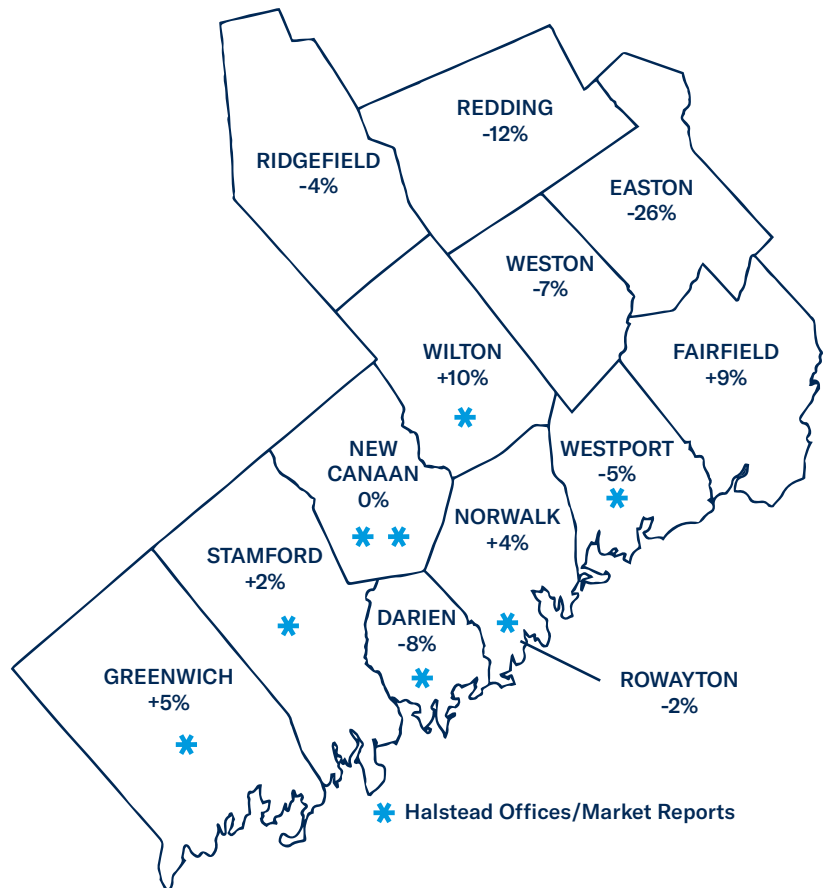 REDDING
-12%
RIDGEFIELD
-4%
EASTON
-26%
WESTON
-7%
WILTON
+10%
FAIRFIELD
+9%
NEW
CANAAN
0%
WESTPORT
-5%
NORWALK
+4%
STAMFORD
+2%
DARIEN
-8%
GREENWICH
+5%
ROWAYTON
-2%
Halstead Offices/Market Reports